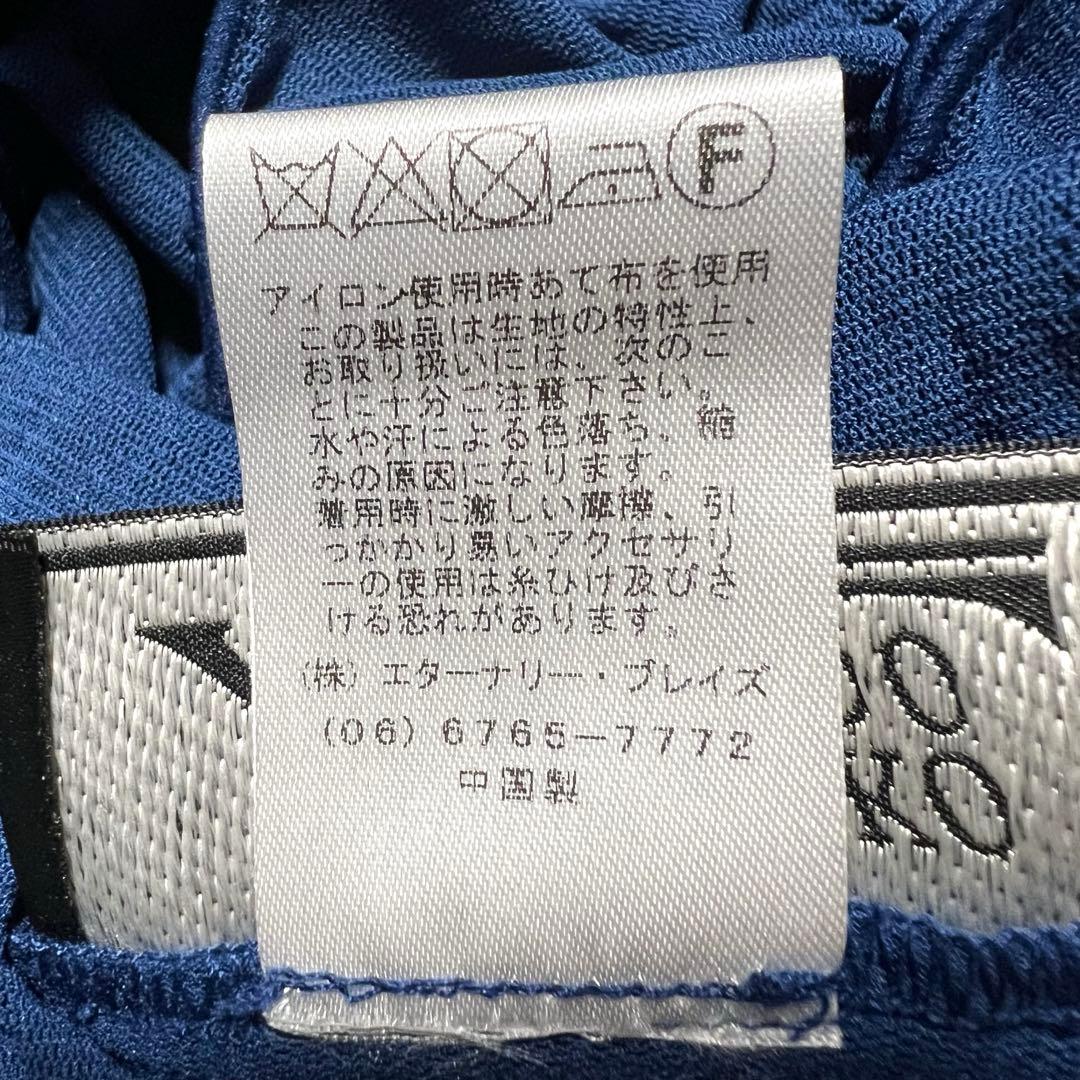 F
アイロン使用時あて布を使用
この製品は生地の特性上、
お取り扱いには、次のこ
とに十分ご注意下さい。
水や汗による色落ち、縮
みの原因になります。
着用時に激しい摩擦、引
っかかり易いアクセサリ
ーの使用は糸ひけ及びさ
ける恐れがあります。
(株) エターナリー・ブレイズ
(06) 6765-7772
中国製